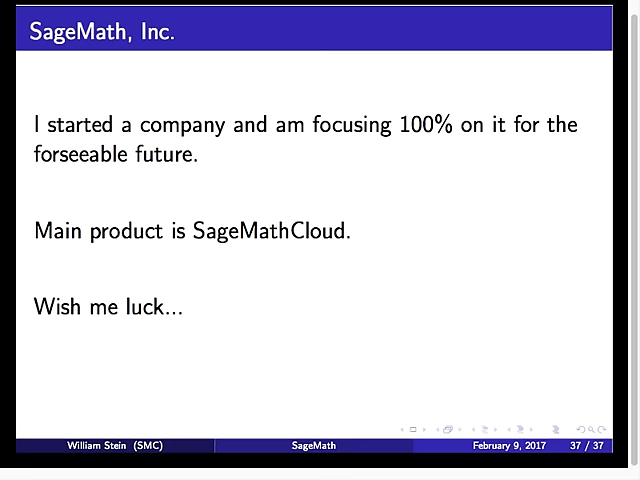 SageMath, Inc.
I started a company and am focusing 100% on it for the
forseeable future.
Main product is SageMathCloud.
Wish me luck...
William Stein (SMC) SageMath February 9, 2017 37 / 37